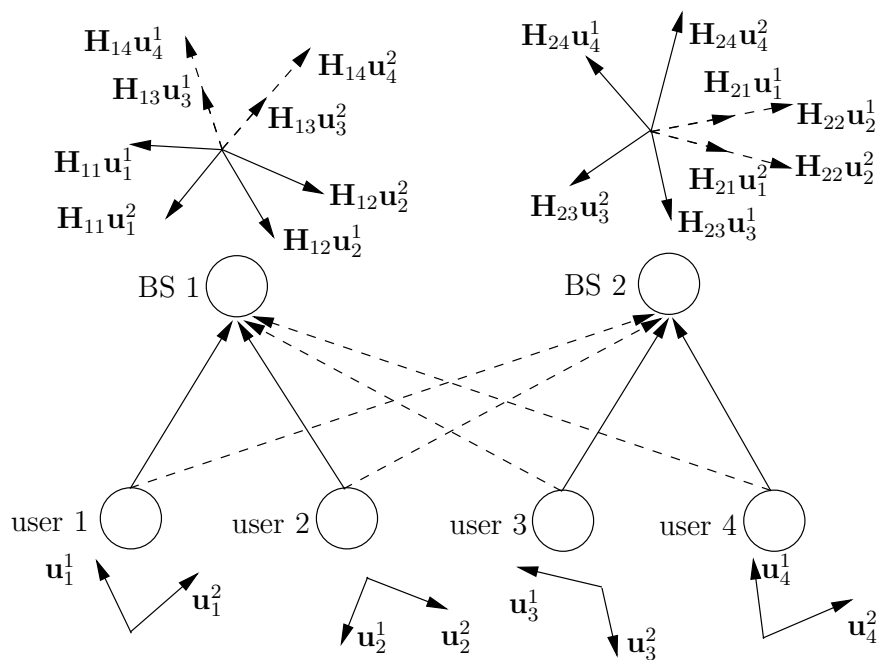 H₁₄u₄¹
H₁₄u₄²
H₁₃u₃¹
H₁₃u₃²
H₁₁u₁¹
H₁₂u₂²
H₁₁u₁²
H₁₂u₂¹
H₂₄u₄¹
H₂₄u₄²
H₂₁u₁¹
H₂₂u₂¹
H₂₁u₁²
H₂₂u₂²
H₂₃u₃²
H₂₃u₃¹
BS 1
BS 2
user 1
user 2
user 3
user 4
u₁¹
u₁²
u₂¹
u₂²
u₃¹
u₃²
u₄¹
u₄²